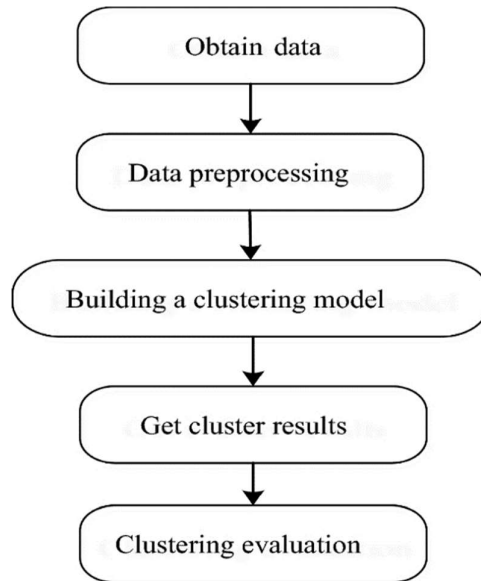 Obtain data
Data preprocessing
Building a clustering model
Get cluster results
Clustering evaluation